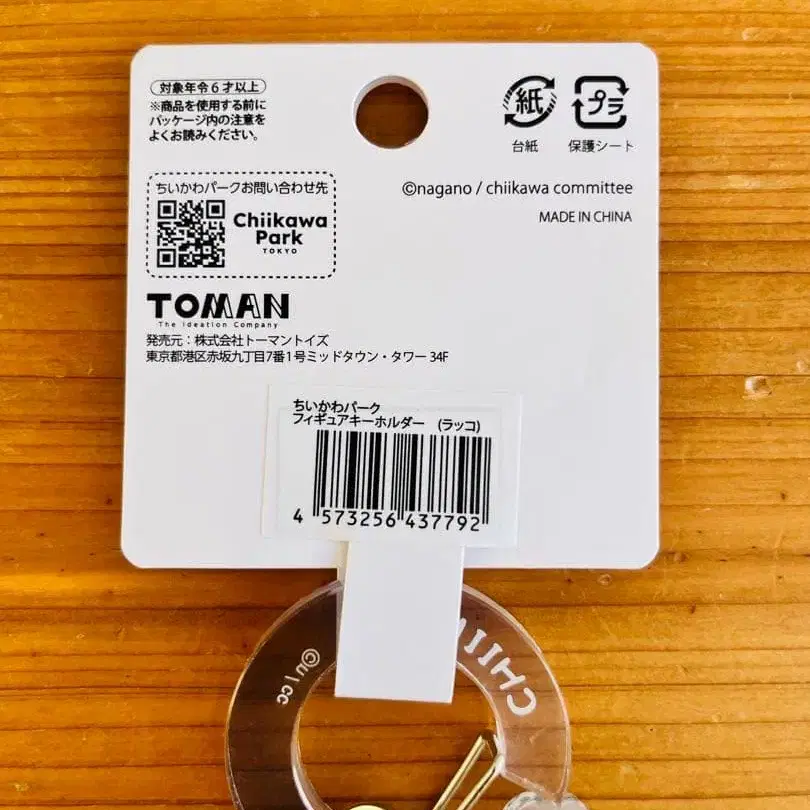 対象年令6才以上
※商品を使用する前に
パッケージ内の注意を
よくお読みください。
紙
プラ
台紙
保護シート
©nagano / chiikawa committee
MADE IN CHINA
ちいかわパークお問い合わせ先
Chiikawa
Park
TOKYO
TOMAN
The Ideation Company
発売元：株式会社トーマントイズ
東京都港区赤坂九丁目7番1号ミッドタウン・タワー 34F
ちいかわパーク
フィギュアキーホルダー　(ラッコ)
4 573256 437792
©n/cc
CHII